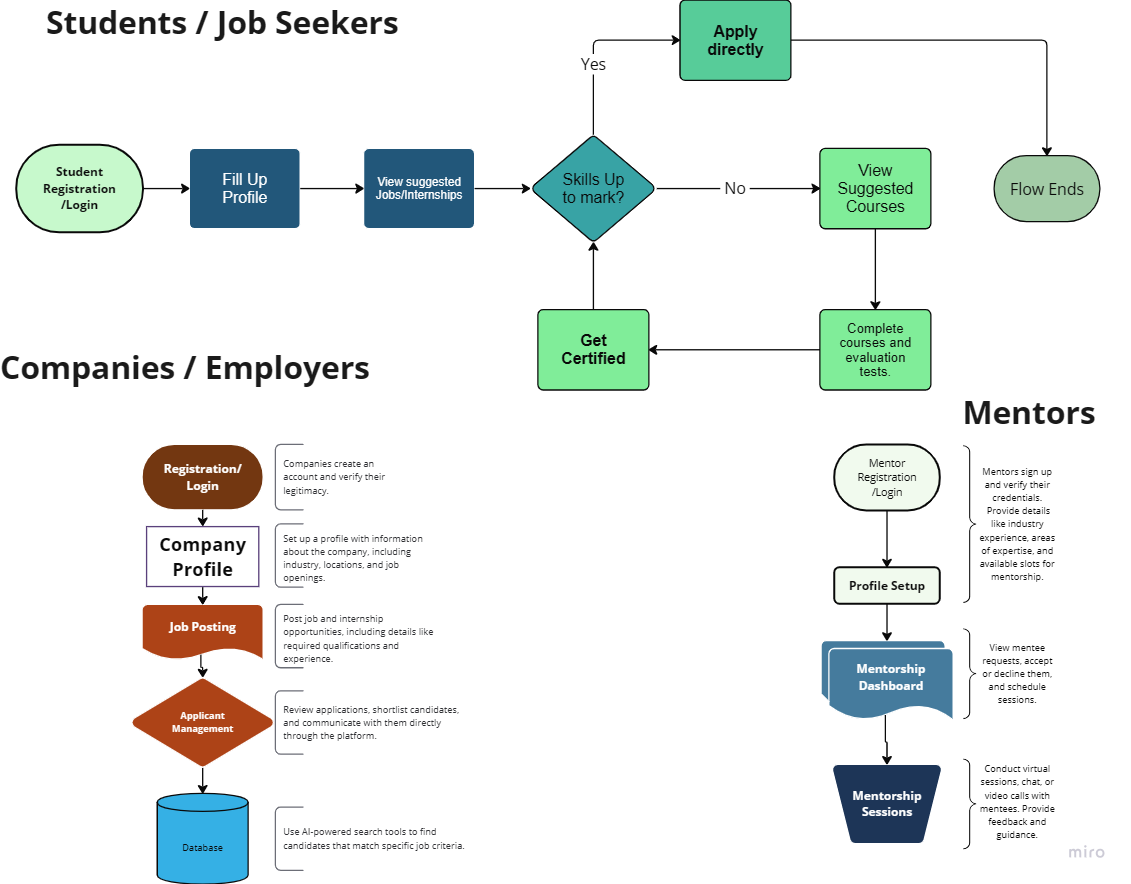 Students / Job Seekers
Apply
directly
Yes
Student
Registration
/Login
Fill Up
Profile
View suggested
Jobs/Internships
Skills Up
to mark?
No
View
Suggested
Courses
Flow Ends
Get
Certified
Complete
courses and
evaluation
tests.
Companies / Employers
Registration/
Login
Companies create an
account and verify their
legitimacy.
Company
Profile
Set up a profile with information
about the company, including
industry, locations, and job
openings.
Job Posting
Post job and internship
opportunities, including details like
required qualifications and
experience.
Applicant
Management
Review applications, shortlist candidates,
and communicate with them directly
through the platform.
Database
Use AI-powered search tools to find
candidates that match specific job criteria.
Mentors
Mentor
Registration
/Login
Mentors sign up
and verify their
credentials.
Provide details
like industry
experience, areas
of expertise, and
available slots for
mentorship.
Profile Setup
Mentorship
Dashboard
View mentee
requests, accept
or decline them,
and schedule
sessions.
Mentorship
Sessions
Conduct virtual
sessions, chat, or
video calls with
mentees. Provide
feedback and
guidance.
miro